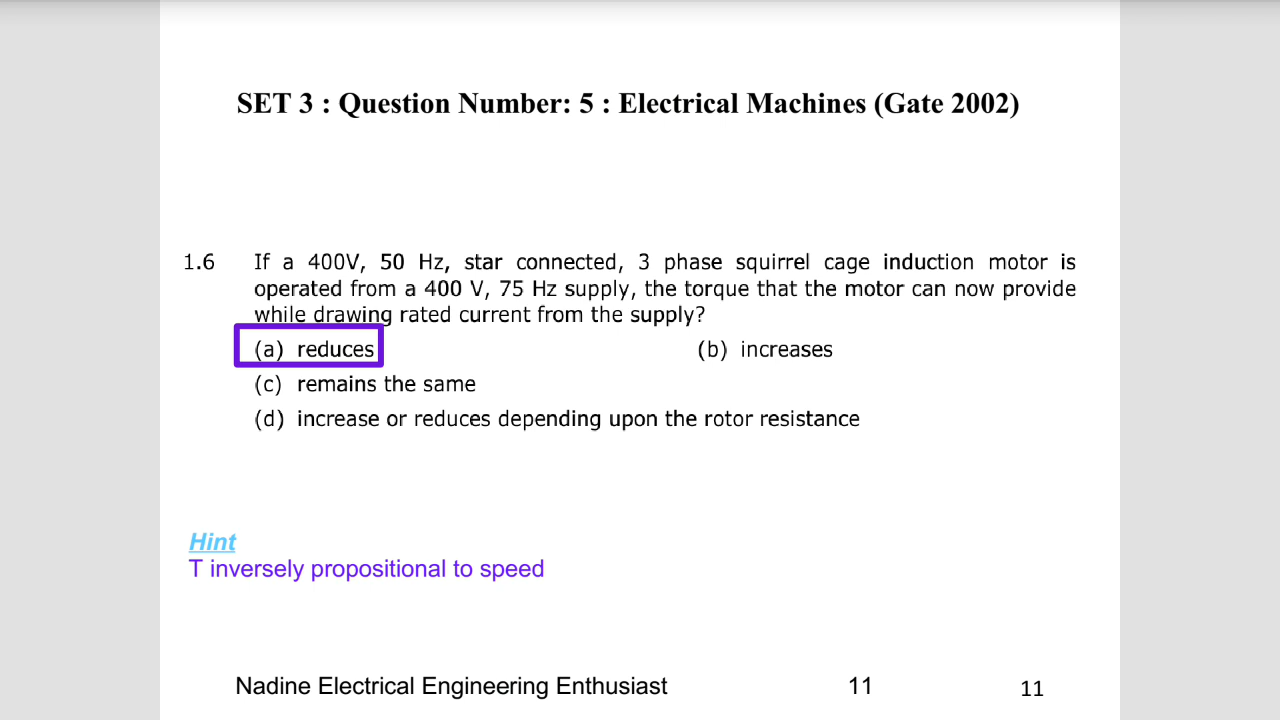 SET 3 : Question Number: 5 : Electrical Machines (Gate 2002)
1.6 If a 400V, 50 Hz, star connected, 3 phase squirrel cage induction motor is
operated from a 400 V, 75 Hz supply, the torque that the motor can now provide
while drawing rated current from the supply?
(a) reduces (b) increases
(c) remains the same
(d) increase or reduces depending upon the rotor resistance
Hint
T inversely propositional to speed
Nadine Electrical Engineering Enthusiast 11 11